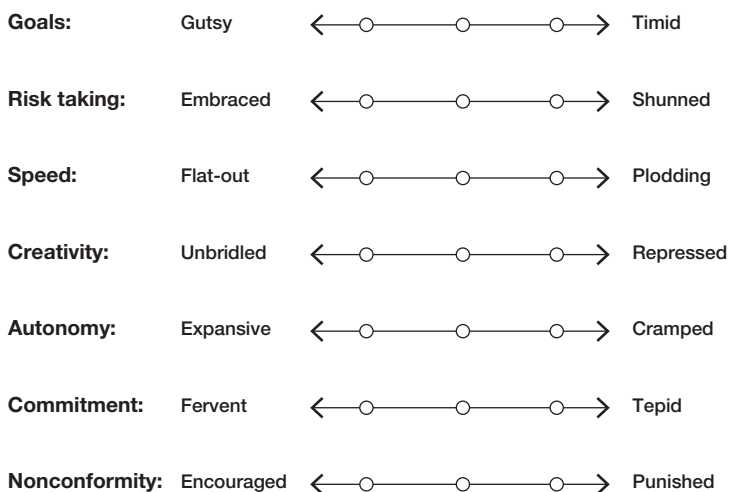 Goals: Gutsy Timid
Risk taking: Embraced Shunned
Speed: Flat-out Plodding
Creativity: Unbridled Repressed
Autonomy: Expansive Cramped
Commitment: Fervent Tepid
Nonconformity: Encouraged Punished